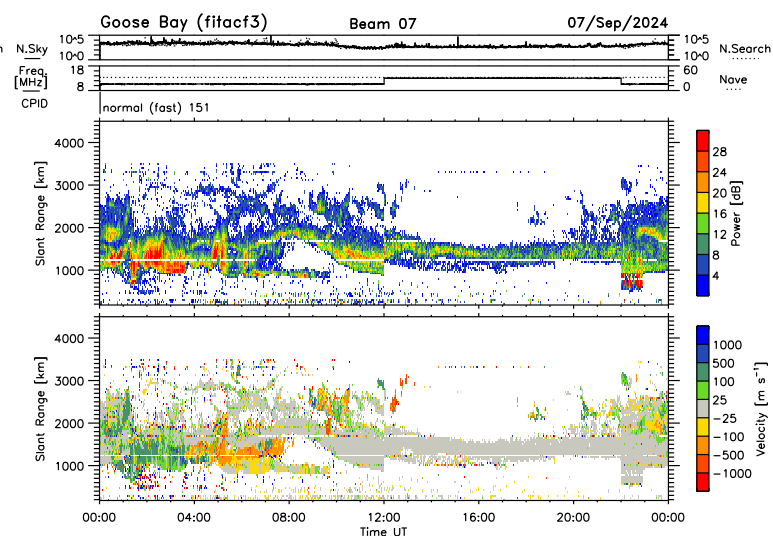 Goose Bay (fitacf3) Beam 07 07/Sep/2024
N.Sky 10^5 10^0 10^5 10^0 N.Search
Freq. [MHz] 18 8 60 0 Nave
CPID normal (fast) 151
4000
3000
2000
1000
Slant Range [km]
28
24
20
16
12
8
4
Power [dB]
4000
3000
2000
1000
Slant Range [km]
1000
500
100
25
-25
-100
-500
-1000
Velocity [m s⁻¹]
00:00 04:00 08:00 12:00 16:00 20:00 00:00
Time UT